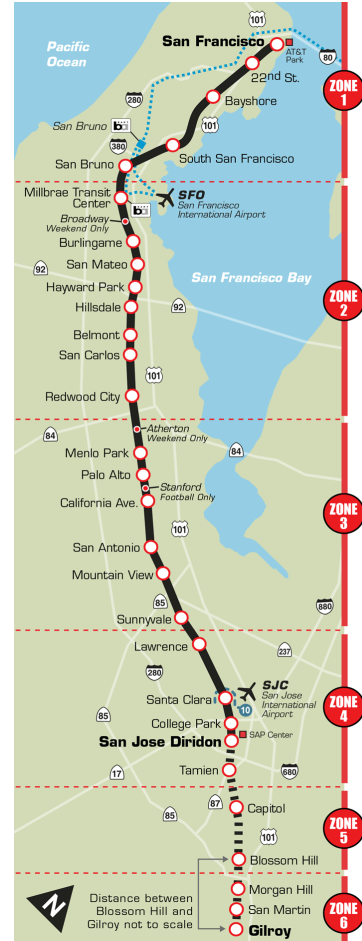 101
Pacific
Ocean
San Francisco
AT&T
Park
80
22nd St.
ZONE
1
280
Bayshore
San Bruno
ba
101
380
South San Francisco
San Bruno
Millbrae Transit
Center
ba
SFO
San Francisco
International Airport
Broadway
Weekend Only
Burlingame
92
San Mateo
San Francisco Bay
Hayward Park
ZONE
2
Hillsdale
92
Belmont
San Carlos
101
Redwood City
84
Atherton
Weekend Only
84
Menlo Park
Palo Alto
Stanford
Football Only
California Ave.
ZONE
3
101
San Antonio
Mountain View
85
880
Sunnyvale
Lawrence
237
280
SJC
San Jose
International
Airport
Santa Clara
10
ZONE
4
85
College Park
San Jose Diridon
SAP Center
17
Tamien
680
87
Capitol
85
ZONE
5
101
Blossom Hill
N
Distance between
Blossom Hill and
Gilroy not to scale
Morgan Hill
San Martin
Gilroy
ZONE
6